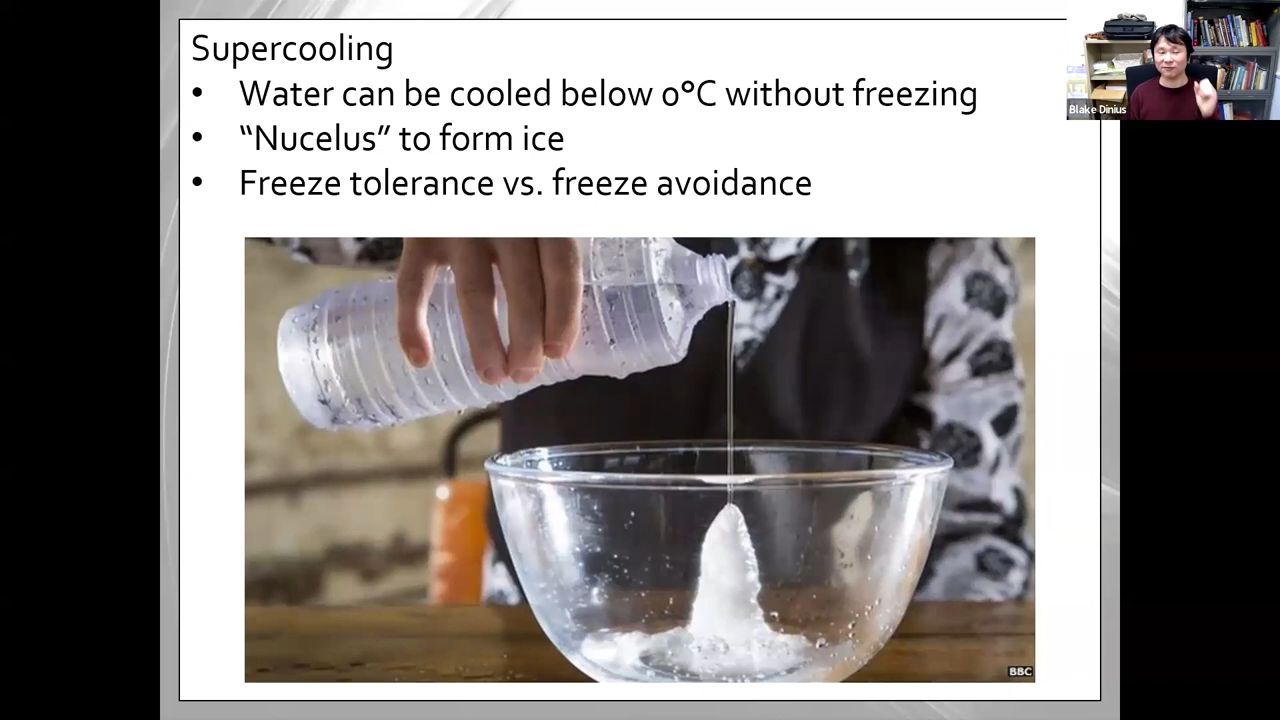 Supercooling
• Water can be cooled below 0°C without freezing
• “Nucelus” to form ice
• Freeze tolerance vs. freeze avoidance
Blake Dinius
BBC